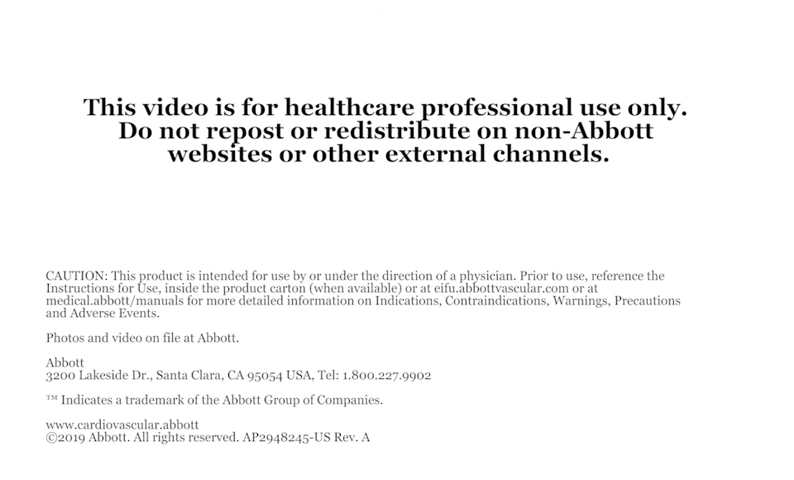 This video is for healthcare professional use only.
Do not repost or redistribute on non-Abbott
websites or other external channels.
CAUTION: This product is intended for use by or under the direction of a physician. Prior to use, reference the
Instructions for Use, inside the product carton (when available) or at eifu.abbottvascular.com or at
medical.abbott/manuals for more detailed information on Indications, Contraindications, Warnings, Precautions
and Adverse Events.
Photos and video on file at Abbott.
Abbott
3200 Lakeside Dr., Santa Clara, CA 95054 USA, Tel: 1.800.227.9902
™ Indicates a trademark of the Abbott Group of Companies.
www.cardiovascular.abbott
©2019 Abbott. All rights reserved. AP2948245-US Rev. A